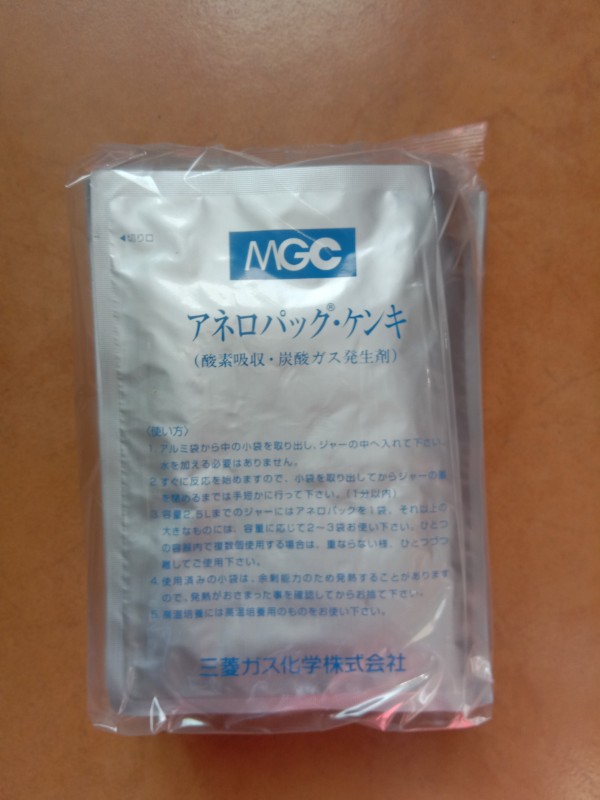 ◀切り口
MGC
アネロパック®・ケンキ
(酸素吸収・炭酸ガス発生剤)
〈使い方〉
1.アルミ袋から中の小袋を取り出し、ジャーの中へ入れて下さい。
水を加える必要はありません。
2.すぐに反応を始めますので、小袋を取り出してからジャーの蓋
を閉めるまでは手短かに行って下さい。(1分以内)
3.容量2.5Lまでのジャーにはアネロパックを1袋、それ以上の
大きなものには、容量に応じて2〜3袋お使い下さい。ひとつ
の容器内で複数個使用する場合は、重ならない様、ひとつづつ
離してご使用下さい。
4.使用済みの小袋は、余剰能力のため発熱することがあります
ので、発熱がおさまった事を確認してからお捨て下さい。
5.高温培養には高温培養用のものをお使い下さい。
三菱ガス化学株式会社